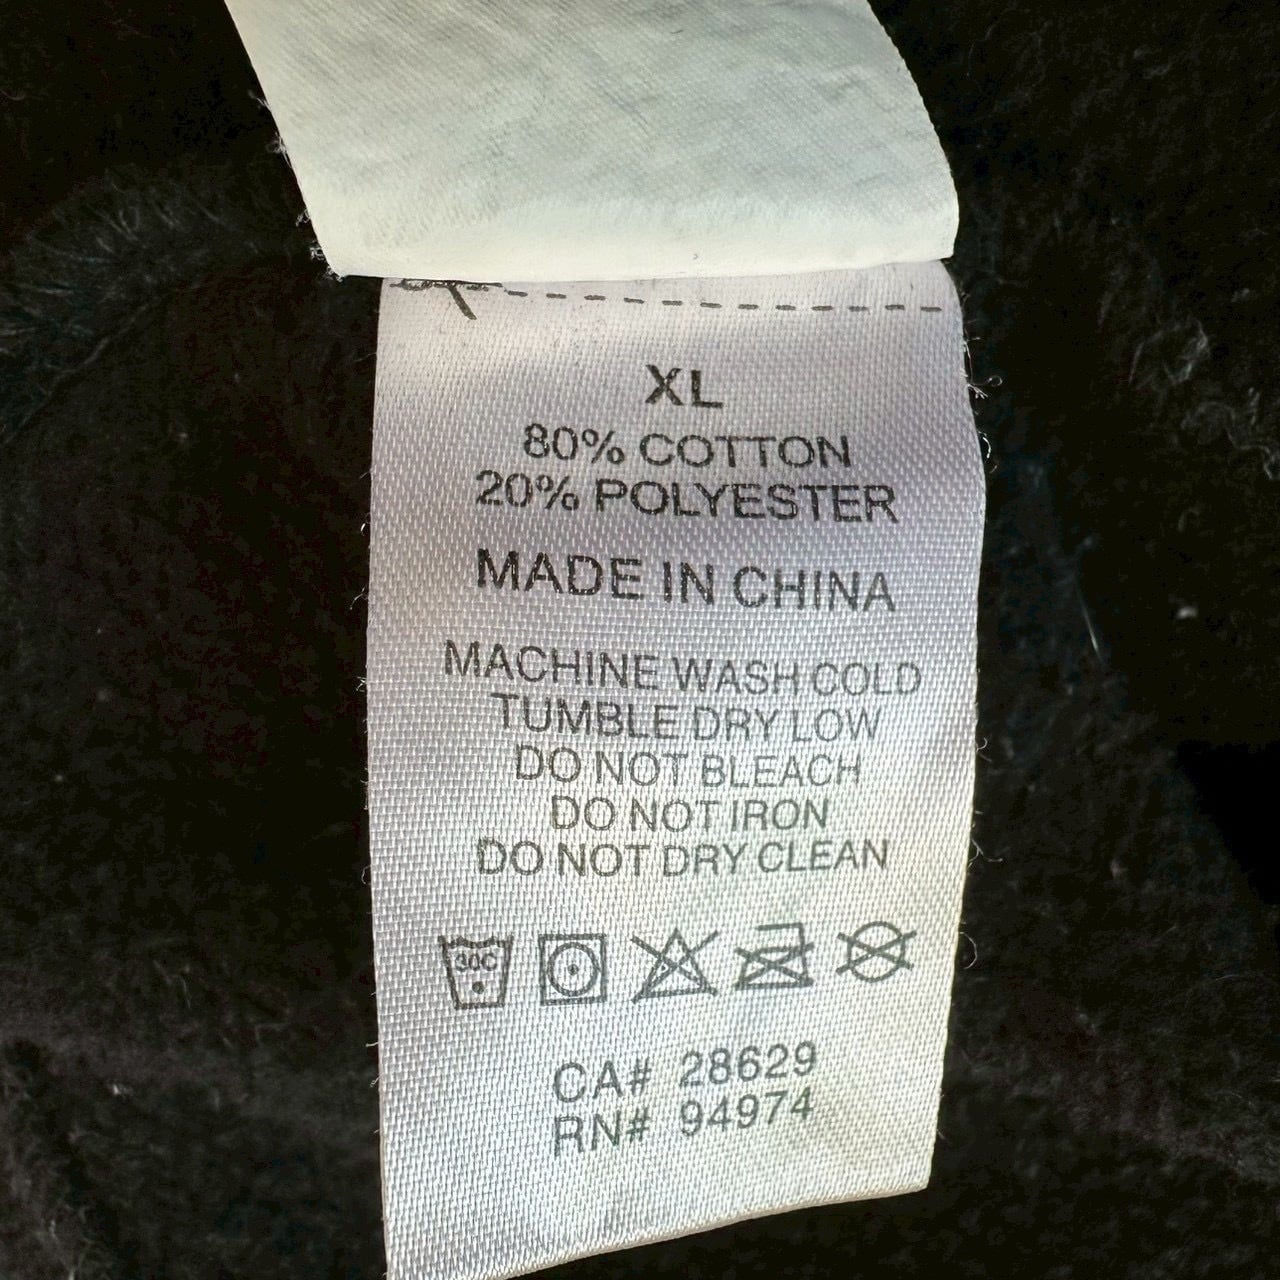 XL
80% COTTON
20% POLYESTER
MADE IN CHINA
MACHINE WASH COLD
TUMBLE DRY LOW
DO NOT BLEACH
DO NOT IRON
DO NOT DRY CLEAN
30C
CA# 28629
RN# 94974